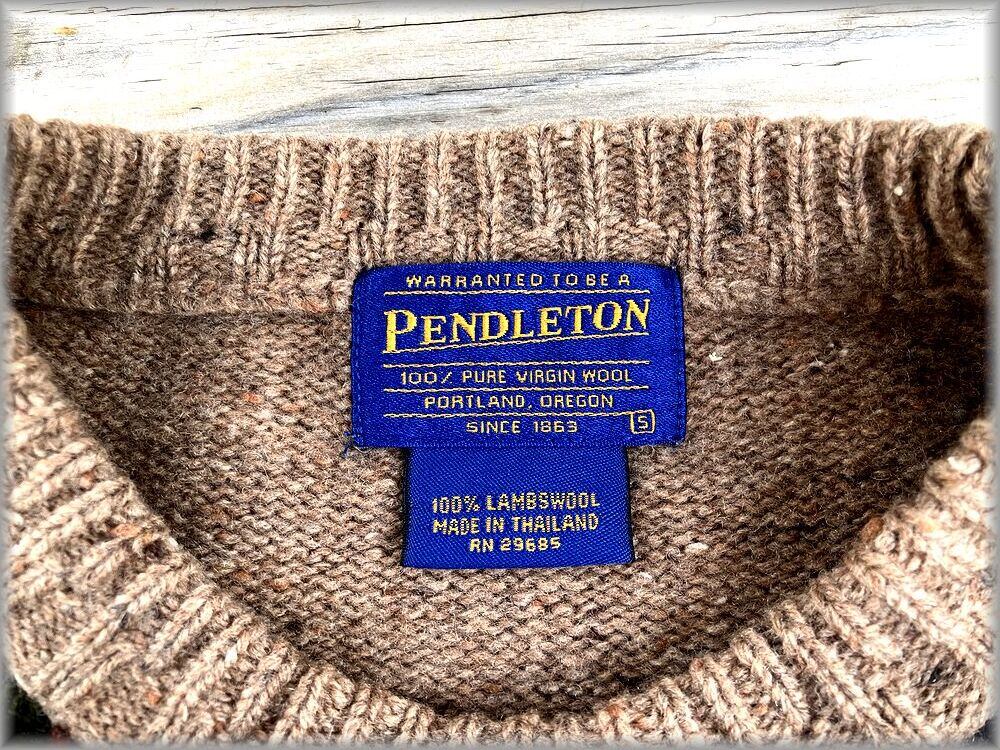 WARRANTED TO BE A
PENDLETON
100% PURE VIRGIN WOOL
PORTLAND, OREGON
SINCE 1863 S
100% LAMBSWOOL
MADE IN THAILAND
RN 29685